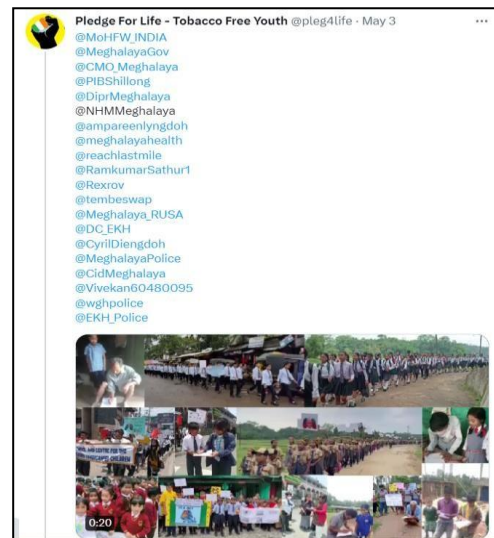 Pledge For Life - Tobacco Free Youth @pleg4life · May 3
@MoHFW_INDIA
@MeghalayaGov
@CMO_Meghalaya
@PIBShillong
@DiprMeghalaya
@NHMMeghalaya
@ampareenlyngdoh
@meghalayahealth
@reachlastmile
@RamkumarSathur1
@Rexrov
@tembeswap
@Meghalaya_RUSA
@DC_EKH
@CyrilDiengdoh
@MeghalayaPolice
@CidMeghalaya
@Vivekan60480095
@wghpolice
@EKH_Police
0:20